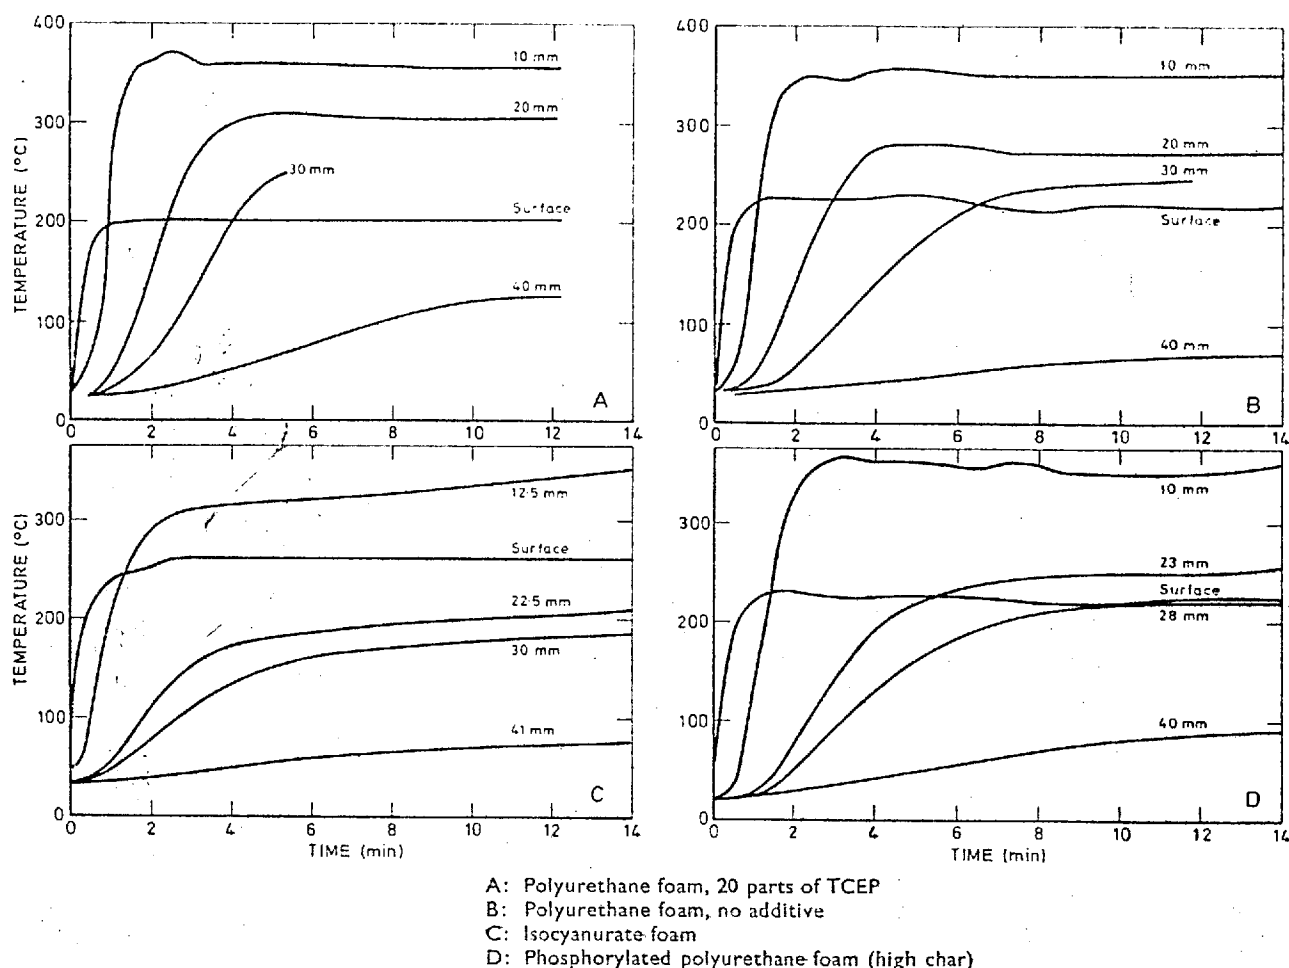 400
300
200
100
0
TEMPERATURE (°C)
10 mm
20 mm
30 mm
Surface
40 mm
A
0 2 4 6 8 10 12 14
400
300
200
100
0
10 mm
20 mm
30 mm
Surface
40 mm
B
0 2 4 6 8 10 12 14
300
200
100
0
TEMPERATURE (°C)
12·5 mm
Surface
22·5 mm
30 mm
41 mm
C
0 2 4 6 8 10 12 14
TIME (min)
300
200
100
0
10 mm
23 mm
Surface
28 mm
40 mm
D
0 2 4 6 8 10 12 14
TIME (min)
A: Polyurethane foam, 20 parts of TCEP
B: Polyurethane foam, no additive
C: Isocyanurate foam
D: Phosphorylated polyurethane foam (high char)